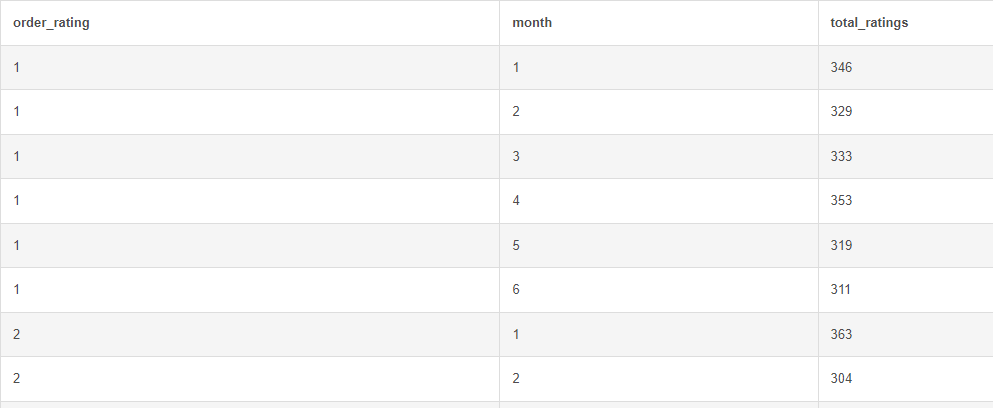 order_rating month total_ratings
1 1 346
1 2 329
1 3 333
1 4 353
1 5 319
1 6 311
2 1 363
2 2 304